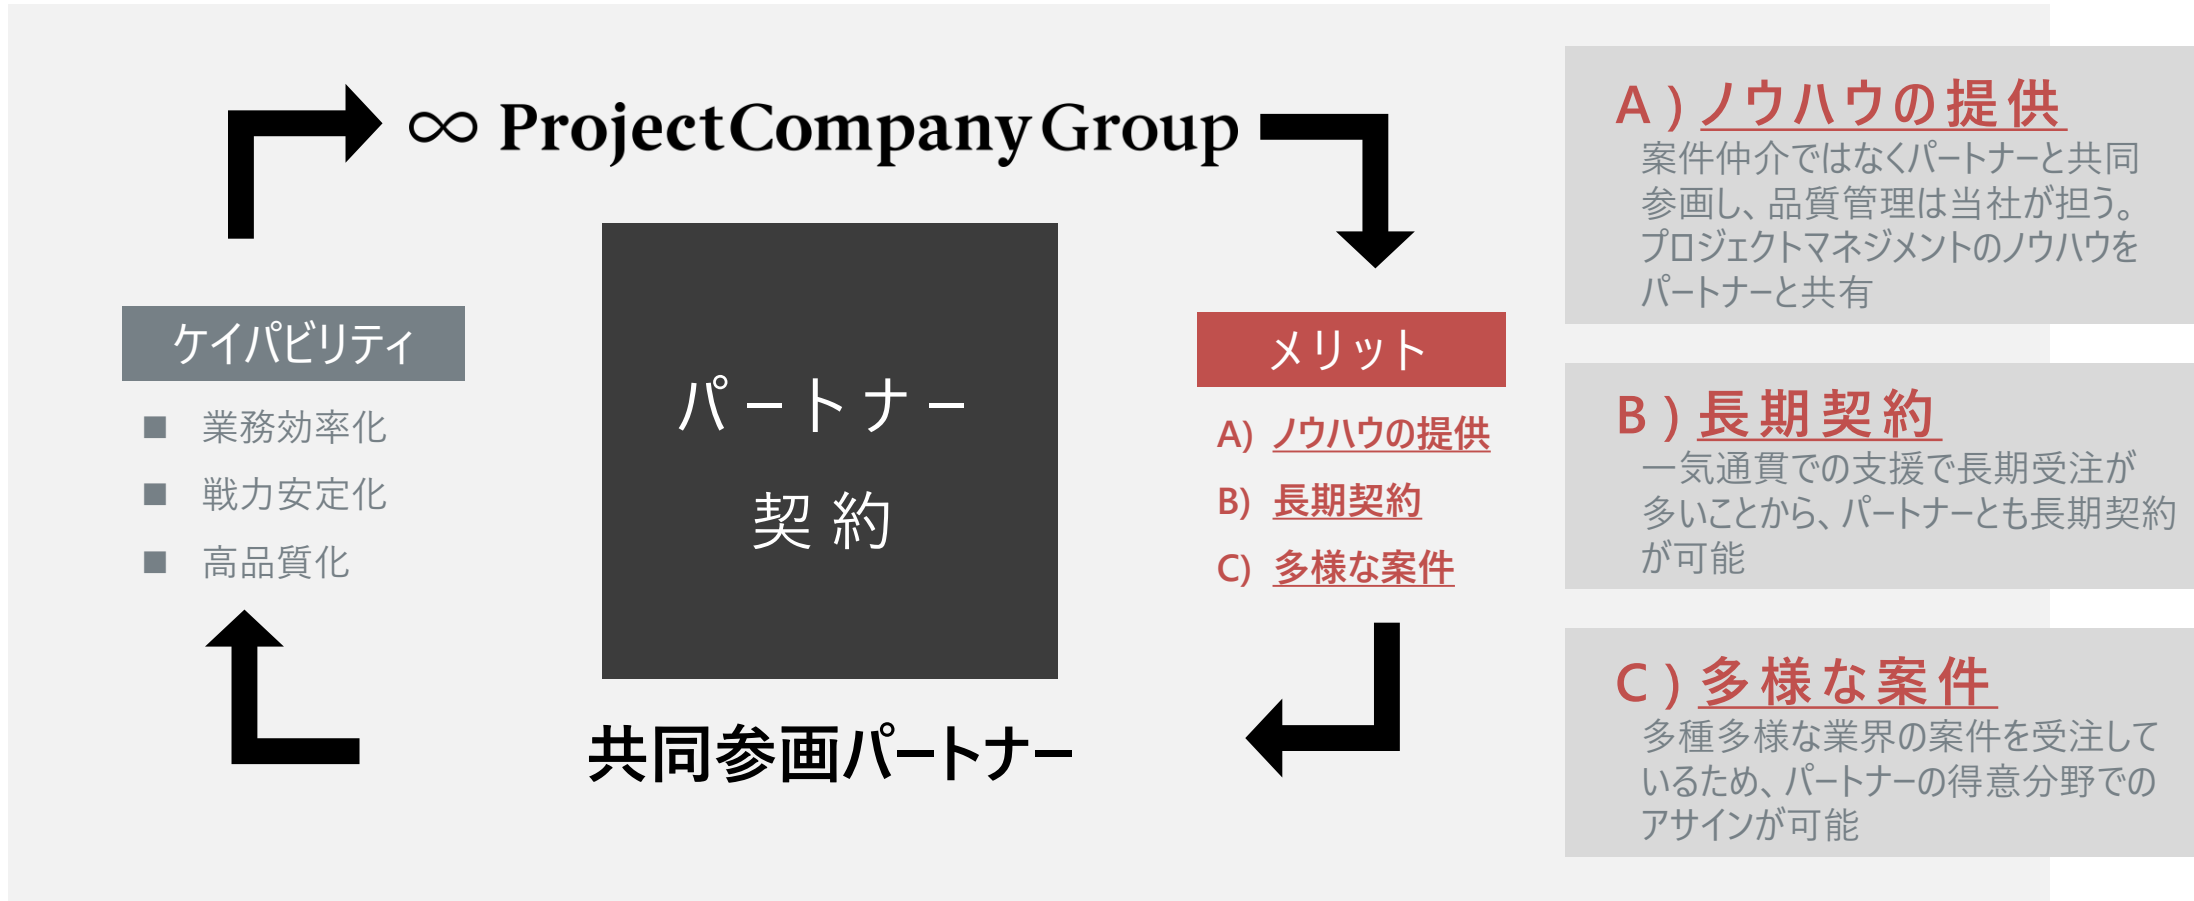 ∞ ProjectCompanyGroup
ケイパビリティ
■ 業務効率化
■ 戦力安定化
■ 高品質化
パートナー
契約
共同参画パートナー
メリット
A) ノウハウの提供
B) 長期契約
C) 多様な案件
A)ノウハウの提供
案件仲介ではなくパートナーと共同
参画し、品質管理は当社が担う。
プロジェクトマネジメントのノウハウを
パートナーと共有
B)長期契約
一気通貫での支援で長期受注が
多いことから、パートナーとも長期契約
が可能
C)多様な案件
多種多様な業界の案件を受注して
いるため、パートナーの得意分野での
アサインが可能